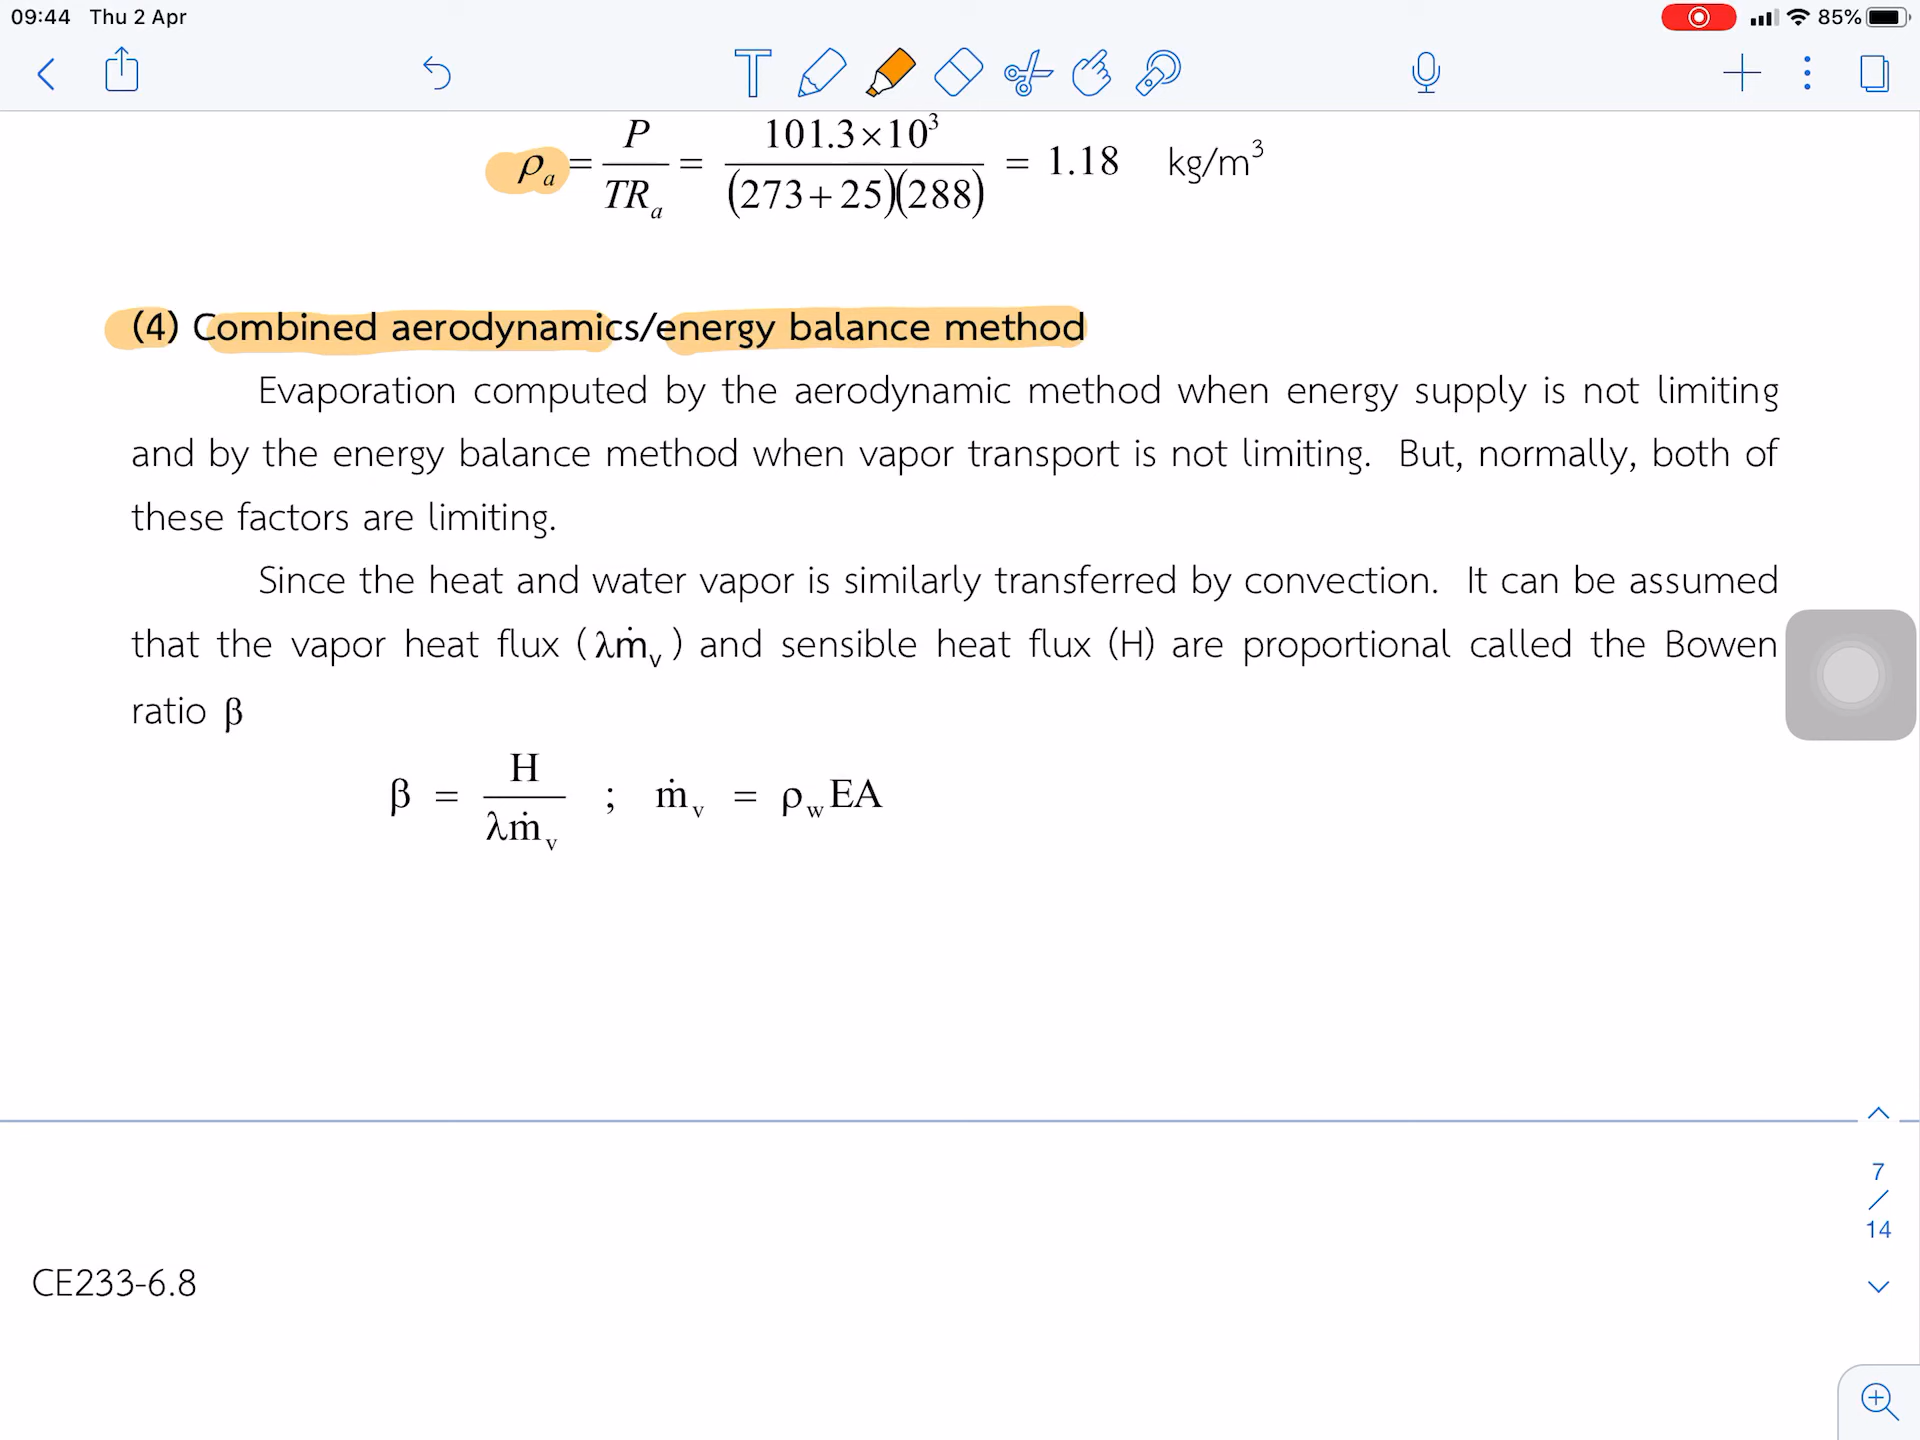 09:44 Thu 2 Apr
85%
ρa = P / TRa = 101.3×10³ / (273+25)(288) = 1.18 kg/m³
(4) Combined aerodynamics/energy balance method
Evaporation computed by the aerodynamic method when energy supply is not limiting
and by the energy balance method when vapor transport is not limiting. But, normally, both of
these factors are limiting.
Since the heat and water vapor is similarly transferred by convection. It can be assumed
that the vapor heat flux (λṁv) and sensible heat flux (H) are proportional called the Bowen
ratio β
β = H / λṁv ; ṁv = ρwEA
7
/
14
CE233-6.8